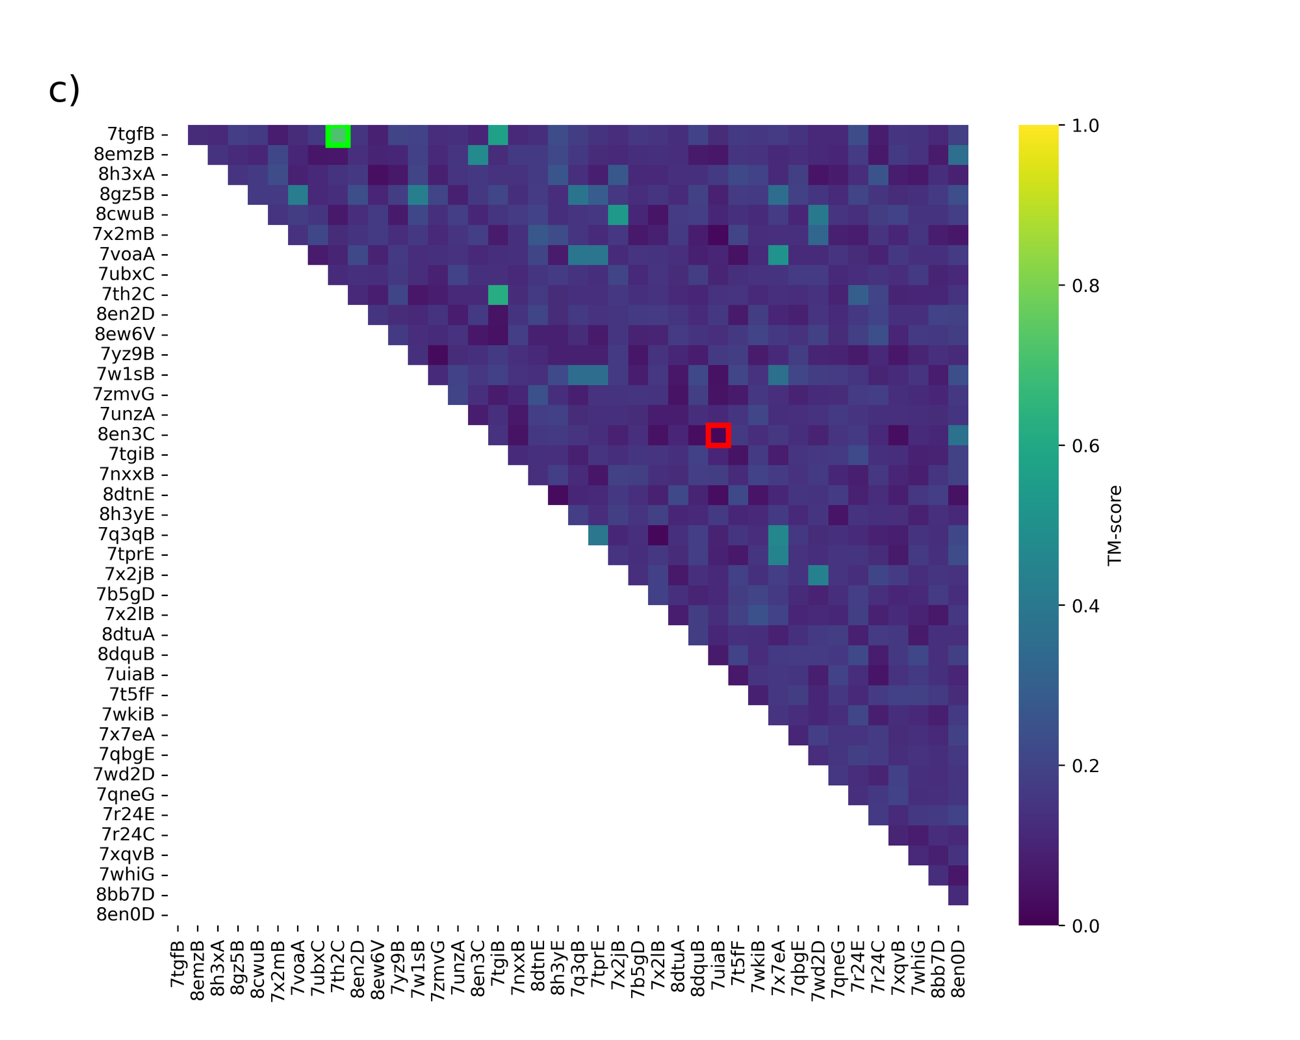 c)
7tgfB
8emzB
8h3xA
8gz5B
8cwuB
7x2mB
7voaA
7ubxC
7th2C
8en2D
8ew6V
7yz9B
7w1sB
7zmvG
7unzA
8en3C
7tgiB
7nxxB
8dtnE
8h3yE
7q3qB
7tprE
7x2jB
7b5gD
7x2lB
8dtuA
8dquB
7uiaB
7t5fF
7wkiB
7x7eA
7qbgE
7wd2D
7qneG
7r24E
7r24C
7xqvB
7whiG
8bb7D
8en0D
7tgfB
8emzB
8h3xA
8gz5B
8cwuB
7x2mB
7voaA
7ubxC
7th2C
8en2D
8ew6V
7yz9B
7w1sB
7zmvG
7unzA
8en3C
7tgiB
7nxxB
8dtnE
8h3yE
7q3qB
7tprE
7x2jB
7b5gD
7x2lB
8dtuA
8dquB
7uiaB
7t5fF
7wkiB
7x7eA
7qbgE
7wd2D
7qneG
7r24E
7r24C
7xqvB
7whiG
8bb7D
8en0D
1.0
0.8
0.6
0.4
0.2
0.0
TM-score